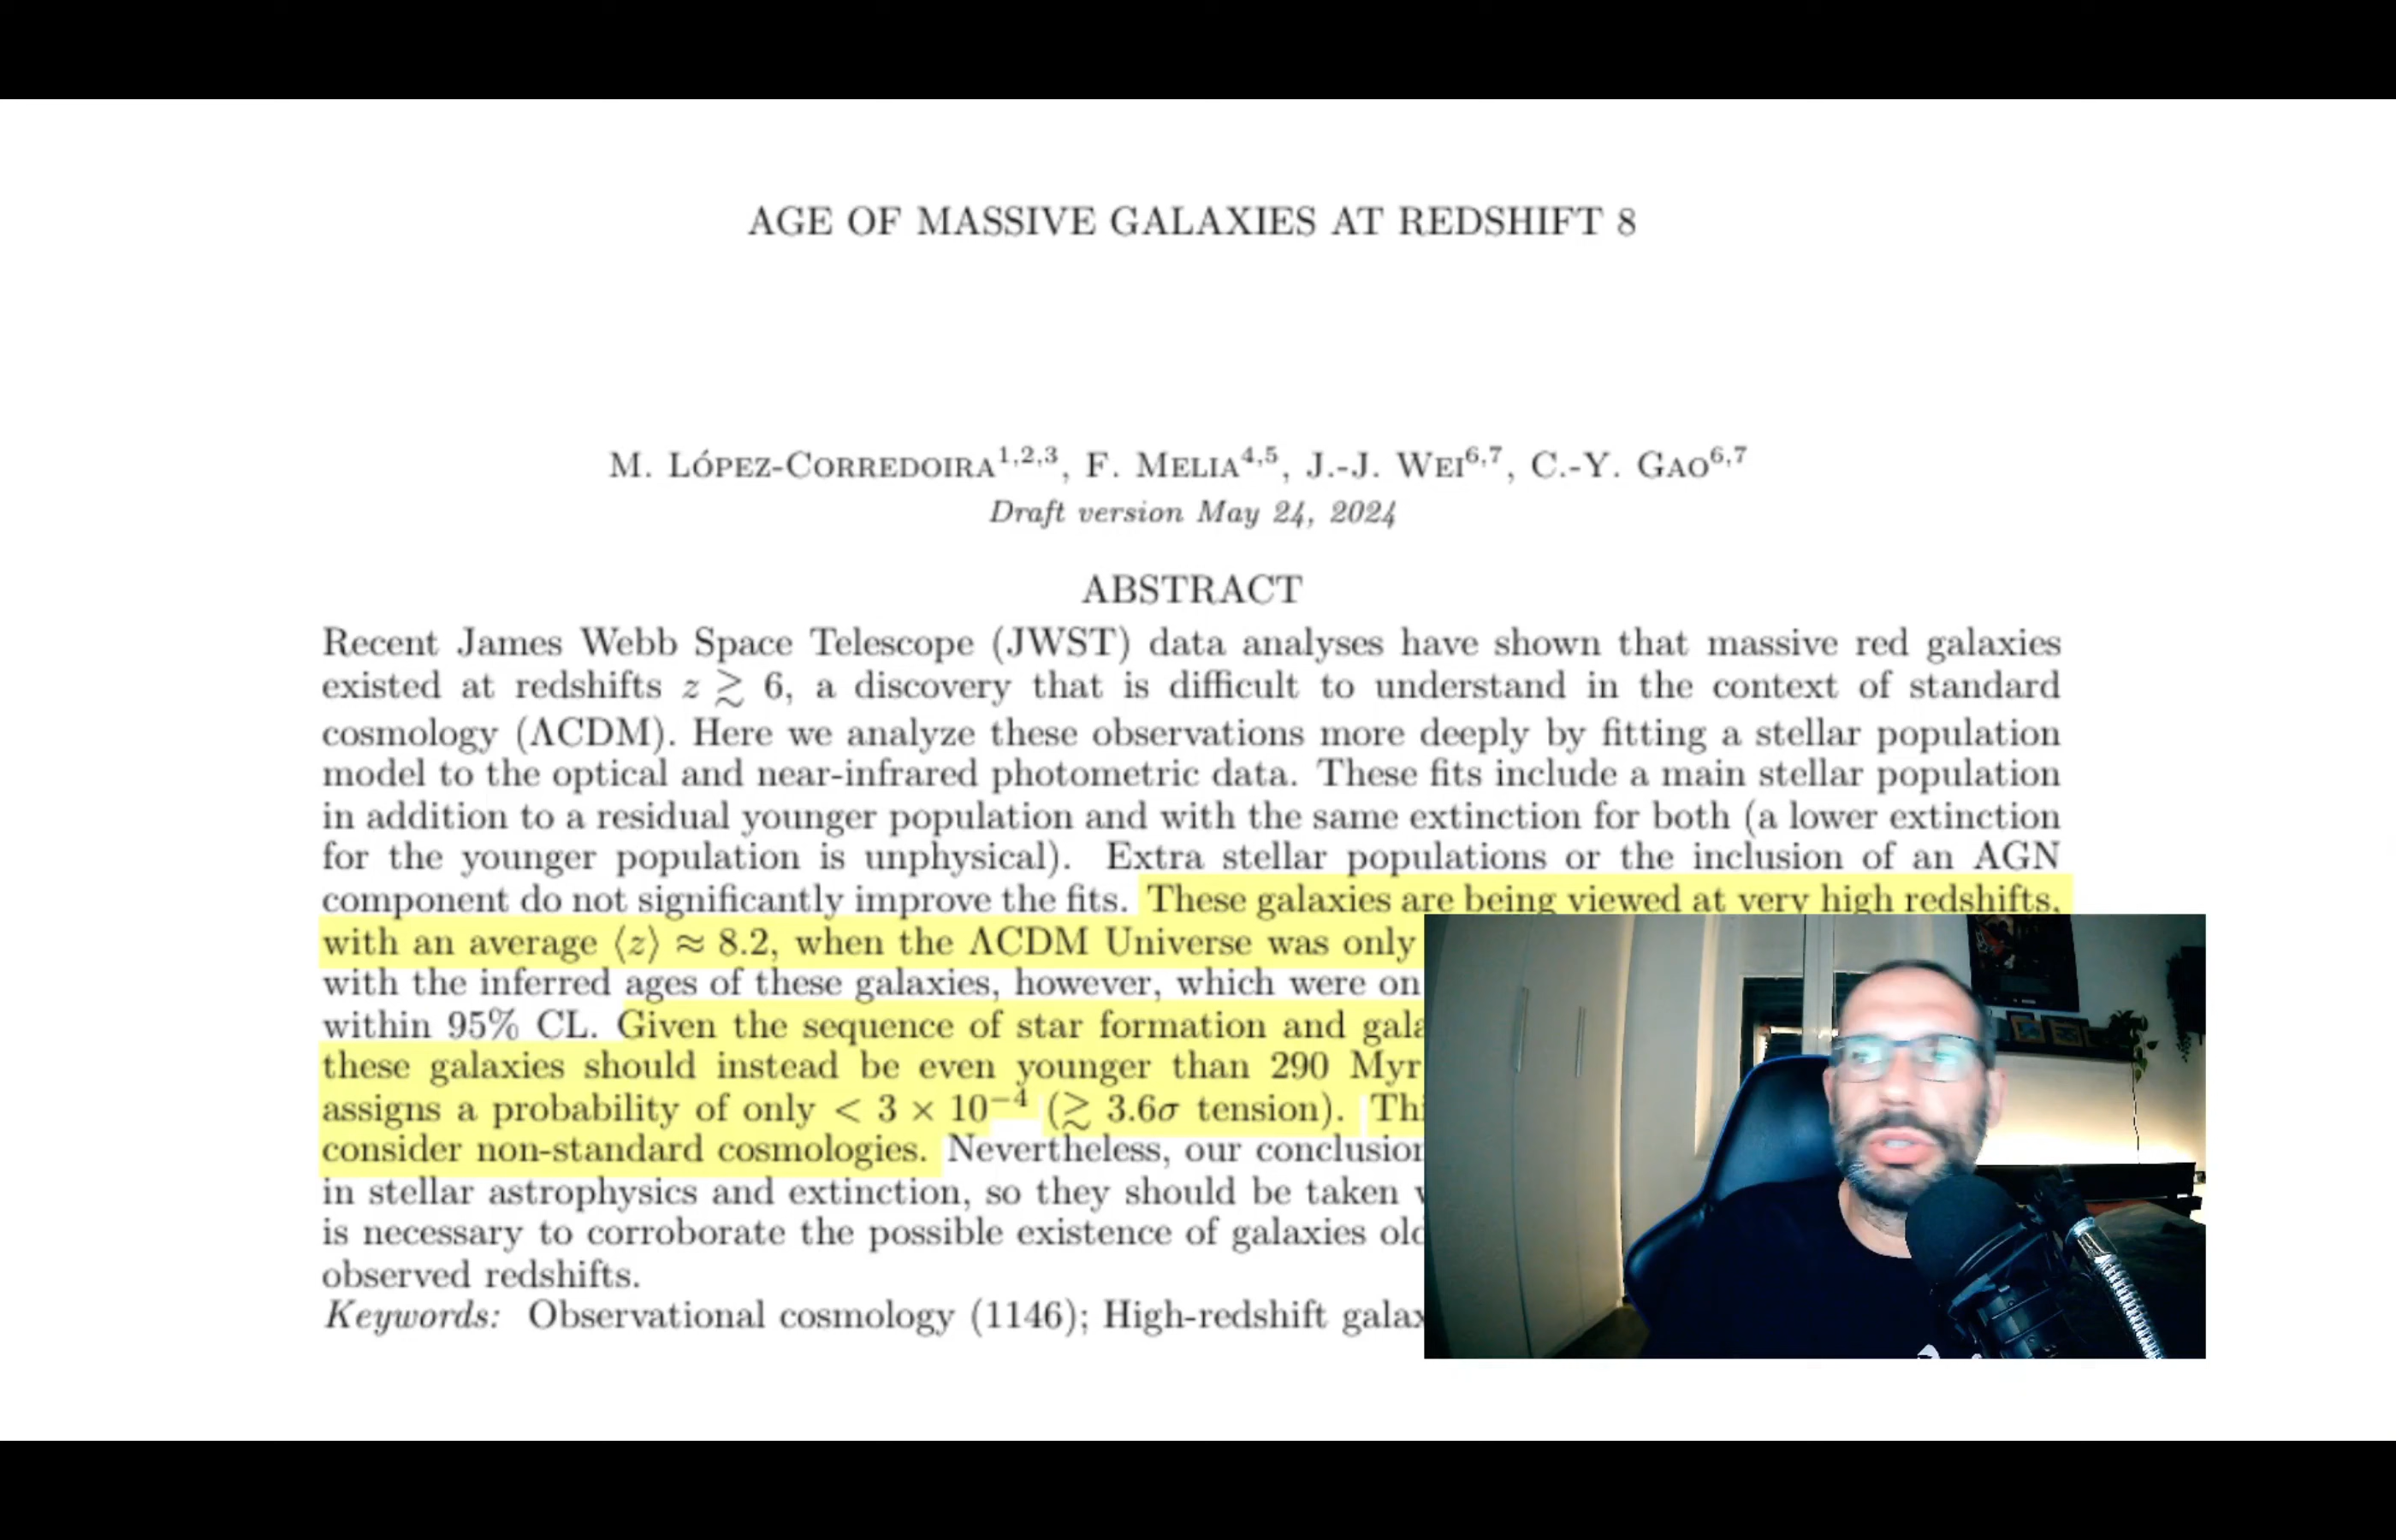 AGE OF MASSIVE GALAXIES AT REDSHIFT 8
M. LÓPEZ-CORREDOIRA1,2,3, F. MELIA4,5, J.-J. WEI6,7, C.-Y. GAO6,7
Draft version May 24, 2024
ABSTRACT
Recent James Webb Space Telescope (JWST) data analyses have shown that massive red galaxies
existed at redshifts z ≳ 6, a discovery that is difficult to understand in the context of standard
cosmology (ΛCDM). Here we analyze these observations more deeply by fitting a stellar population
model to the optical and near-infrared photometric data. These fits include a main stellar population
in addition to a residual younger population and with the same extinction for both (a lower extinction
for the younger population is unphysical). Extra stellar populations or the inclusion of an AGN
component do not significantly improve the fits. These galaxies are being viewed at very high redshifts,
with an average ⟨z⟩ ≈ 8.2, when the ΛCDM Universe was only
with the inferred ages of these galaxies, however, which were on
within 95% CL. Given the sequence of star formation and gala
these galaxies should instead be even younger than 290 Myr
assigns a probability of only < 3 × 10−4 (≳ 3.6σ tension). Thi
consider non-standard cosmologies. Nevertheless, our conclusion
in stellar astrophysics and extinction, so they should be taken
is necessary to corroborate the possible existence of galaxies old
observed redshifts.
Keywords: Observational cosmology (1146); High-redshift galax